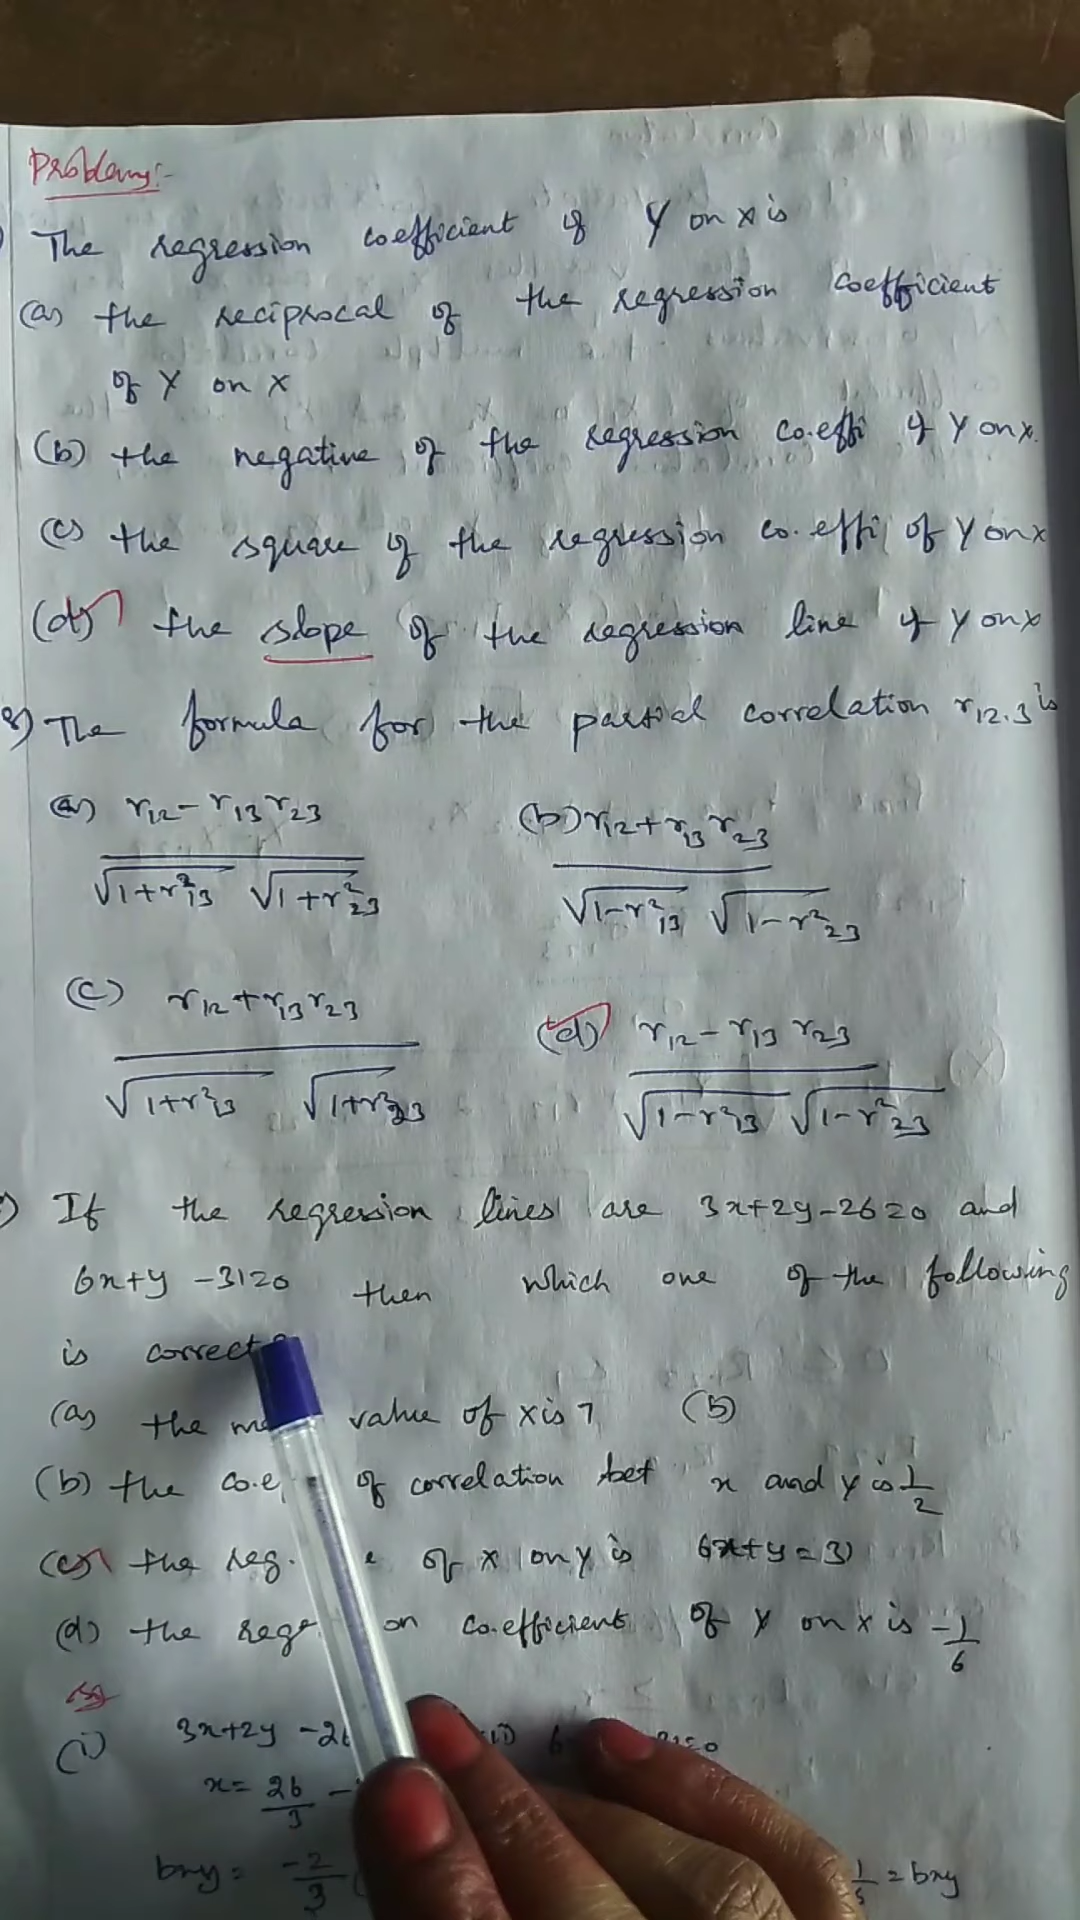 Problems:-
The regression coefficient of Y on x is
(a) the reciprocal of the regression coefficient
of Y on X
(b) the negative of the regression co.effi of Y on x.
(c) the square of the regression co.effi of Y on x
(d) the slope of the regression line of Y on x
The formula for the partial correlation r12.3 is
(a) r12 - r13 r23 / √1+r²13 √1+r²23
(b) r12 + r13 r23 / √1-r²13 √1-r²23
(c) r12 + r13 r23 / √1+r²13 √1+r²23
(d) r12 - r13 r23 / √1-r²13 √1-r²23
If the regression lines are 3x+2y-26=0 and
6x+y-31=0 then which one of the following
is correct
(a) the value of x is 7 (5)
(b) the of correlation bet x and y is 1/2
(c) the reg. of x on y is 6x+y=31
(d) the on co.efficient of Y on x is -1/6
(i) 3x+2y-26 (ii)
x = 26/3 -
bxy = -2/3
= bxy